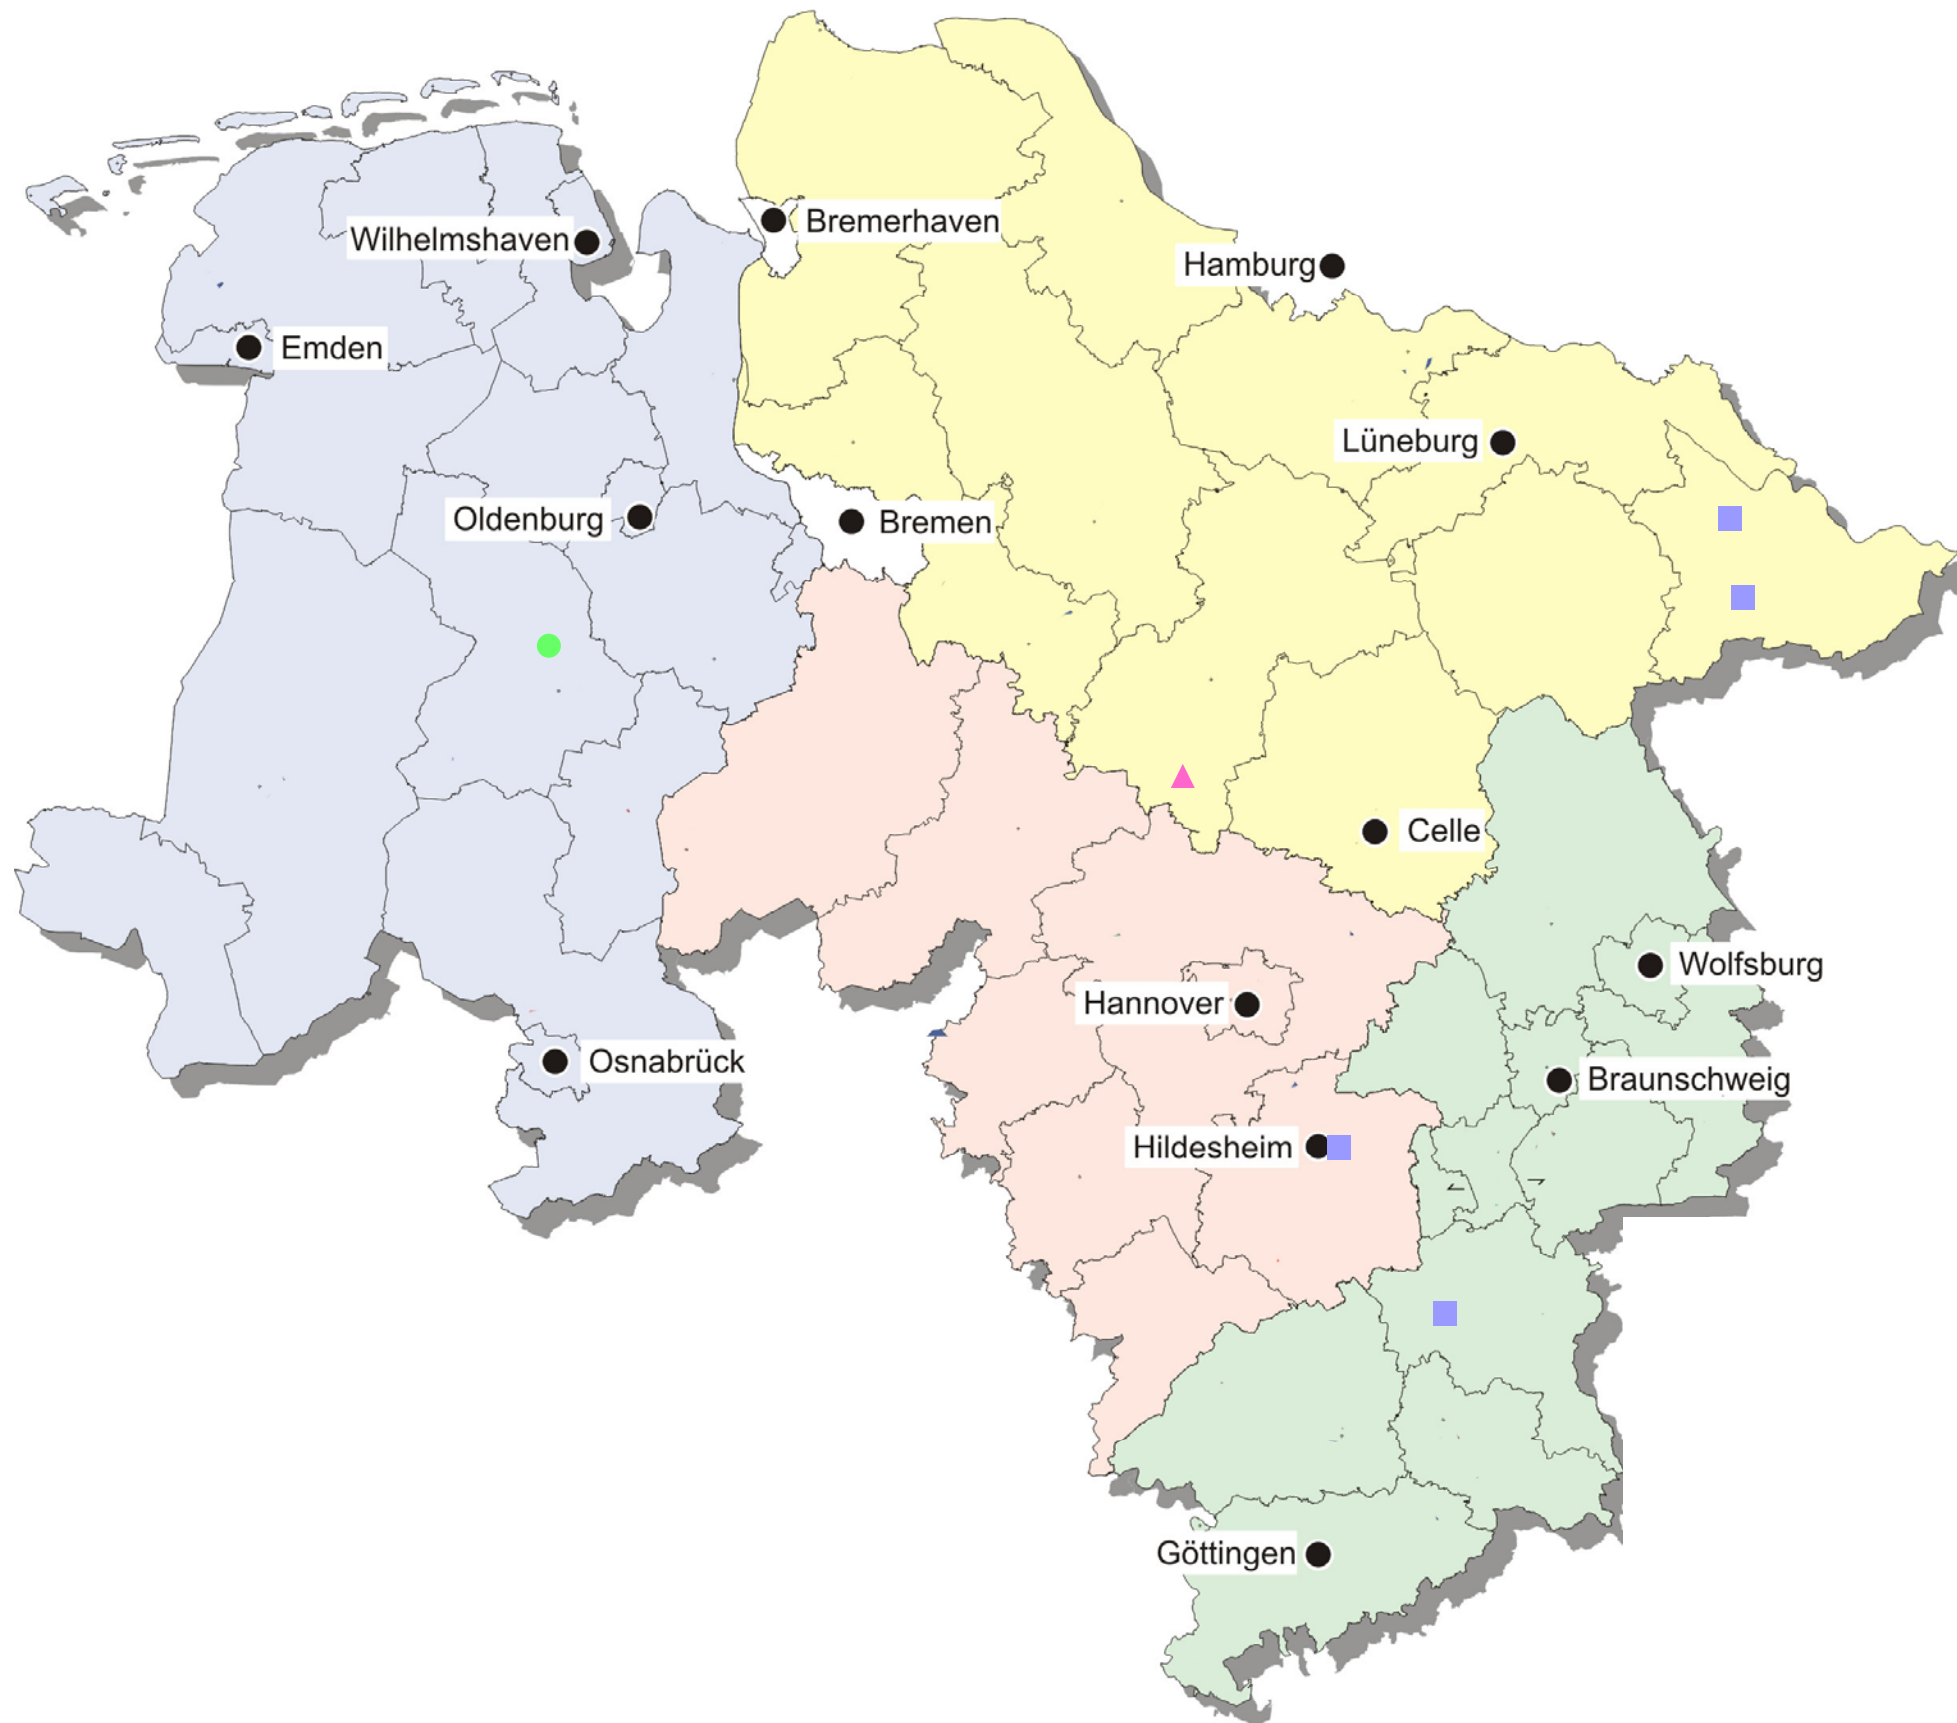 Bremerhaven
Wilhelmshaven
Hamburg
Emden
Lüneburg
Oldenburg
Bremen
Celle
Wolfsburg
Hannover
Osnabrück
Braunschweig
Hildesheim
Göttingen